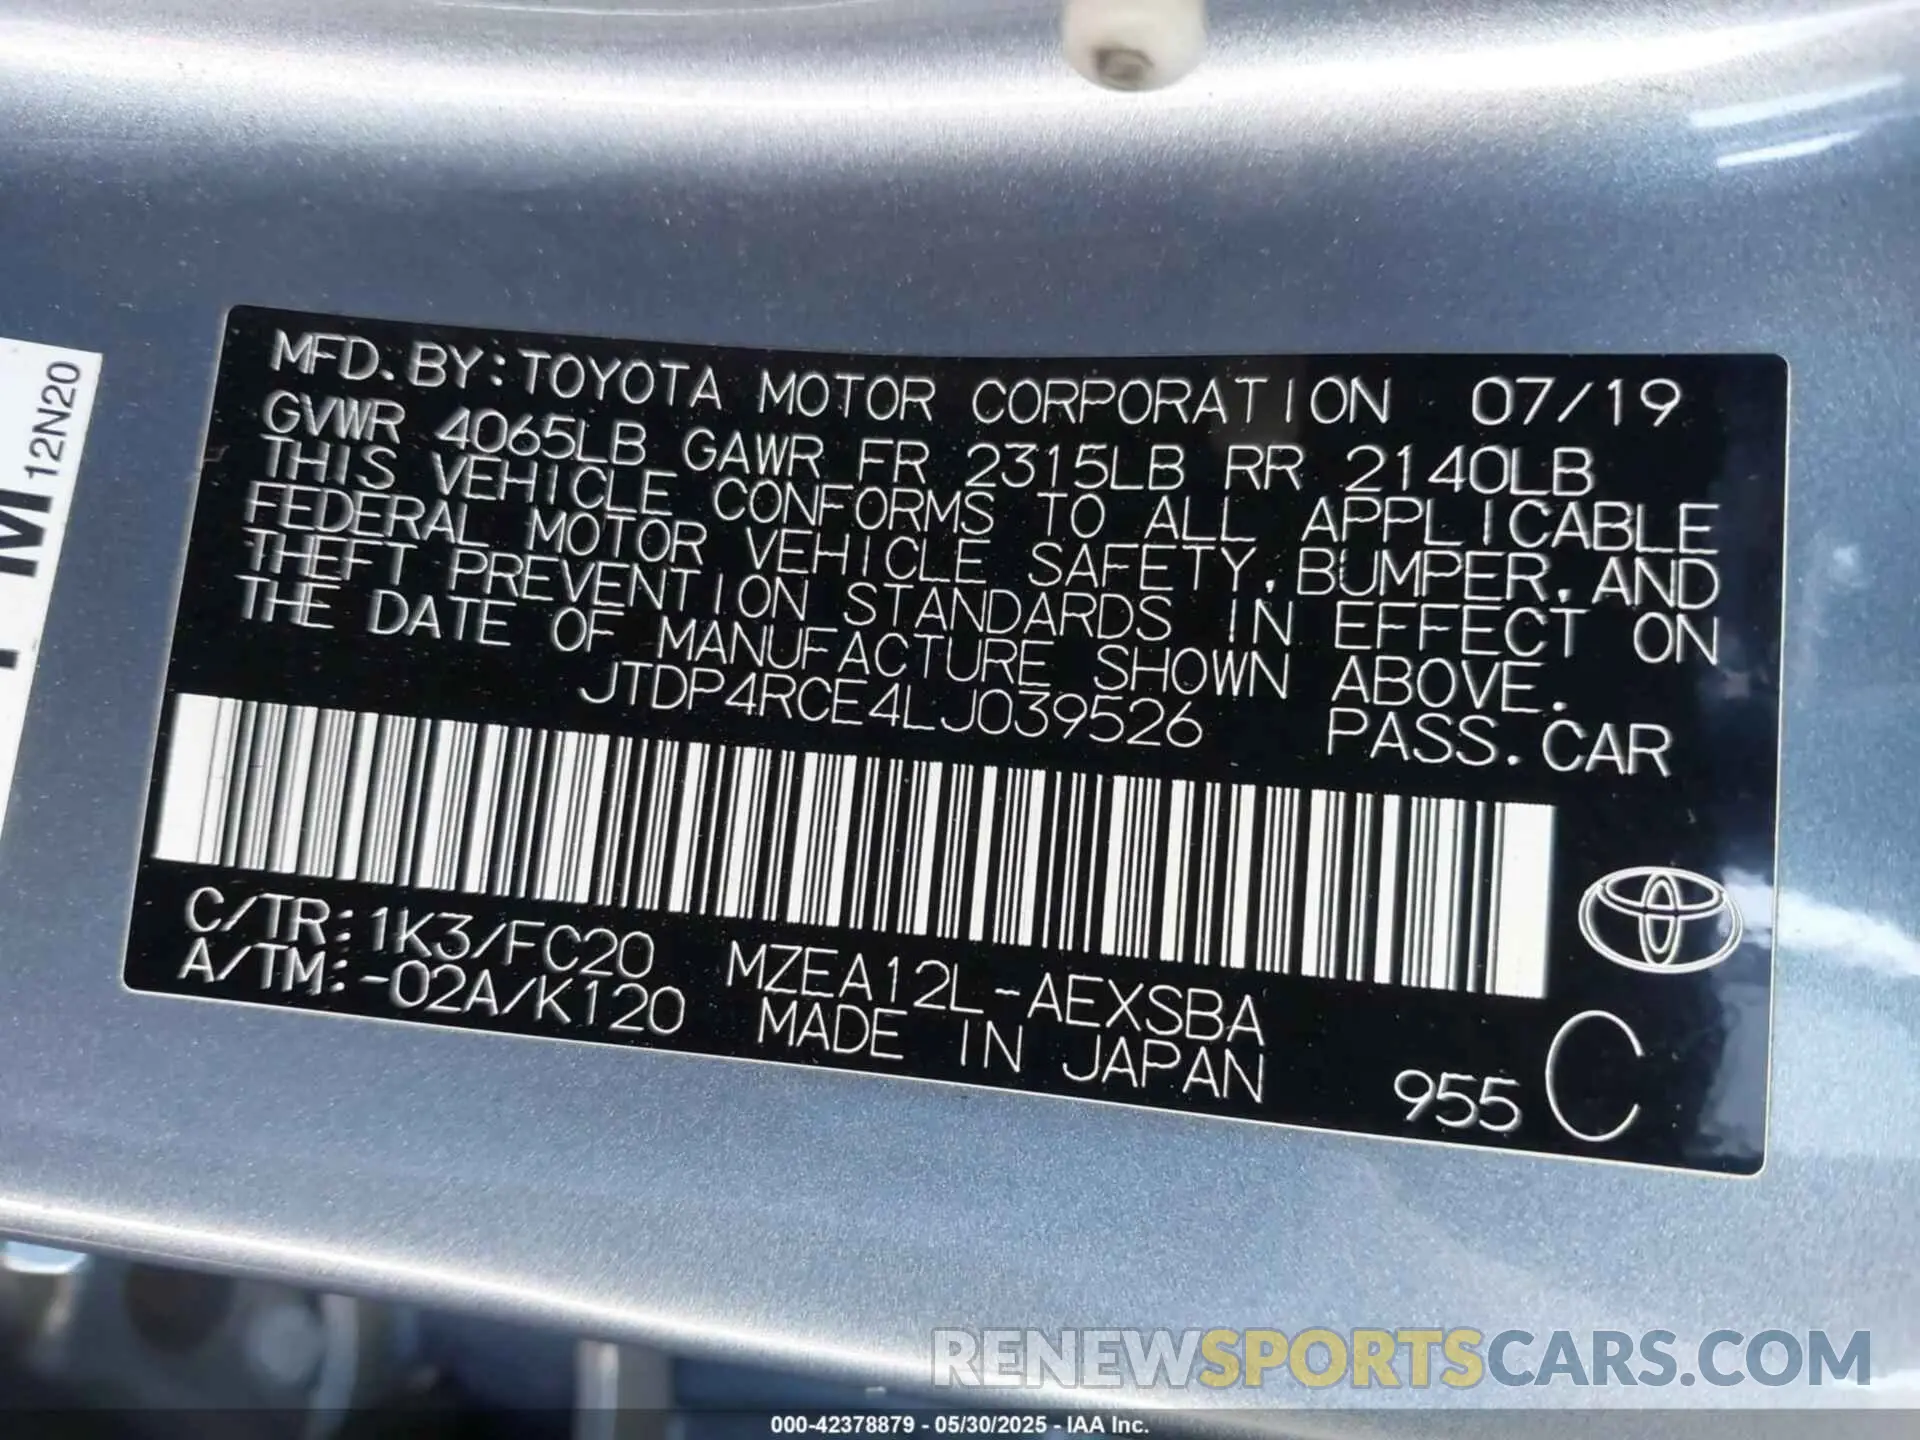 MFD. BY: TOYOTA MOTOR CORPORATION 07/19
GVWR 4065LB GAWR FR 2315LB RR 2140LB
THIS VEHICLE CONFORMS TO ALL APPLICABLE
FEDERAL MOTOR VEHICLE SAFETY, BUMPER, AND
THEFT PREVENTION STANDARDS IN EFFECT ON
THE DATE OF MANUFACTURE SHOWN ABOVE.
JTDP4RCE4LJ039526 PASS. CAR
C/TR: 1K3/FC20 MZEA12L-AEXSBA
A/TM: -02A/K120 MADE IN JAPAN
955 C
12N20
M
RENEWSPORTSCARS.COM
000-42378879 - 05/30/2025 - IAA Inc.